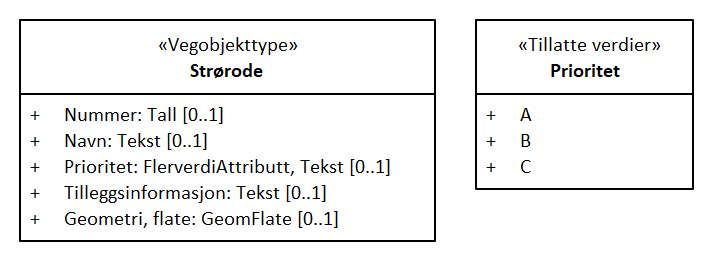 «Vegobjekttype»
Strørode
+ Nummer: Tall [0..1]
+ Navn: Tekst [0..1]
+ Prioritet: FlerverdiAttributt, Tekst [0..1]
+ Tilleggsinformasjon: Tekst [0..1]
+ Geometri, flate: GeomFlate [0..1]
«Tillatte verdier»
Prioritet
+ A
+ B
+ C